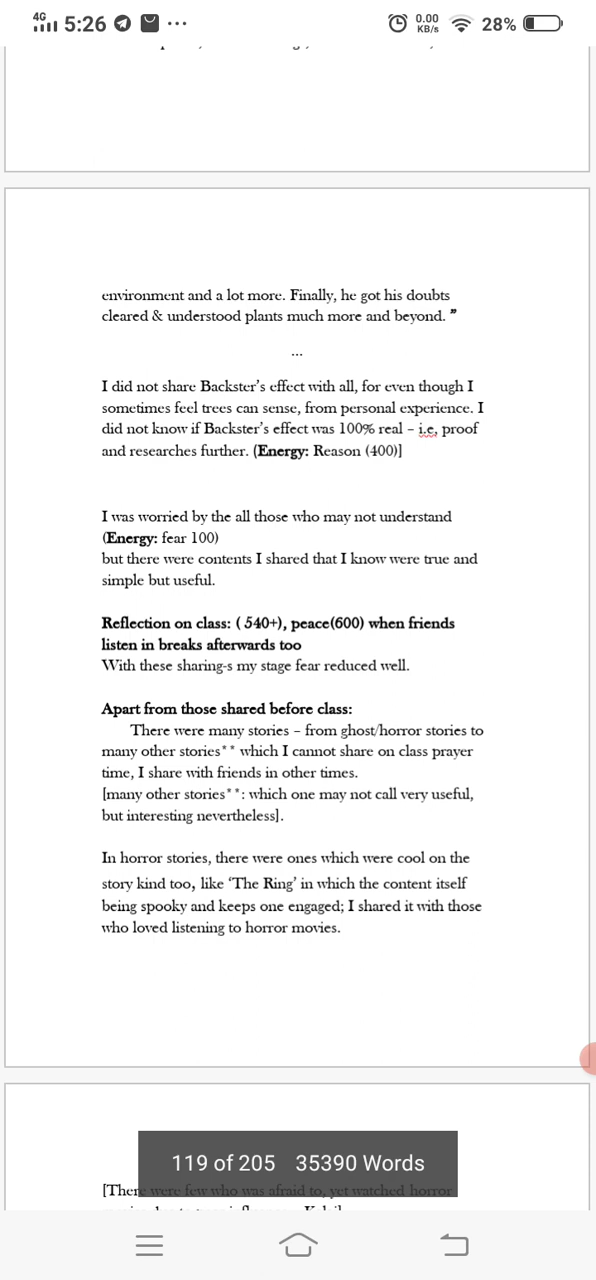 4G 5:26 ... 0.00 KB/s 28%
environment and a lot more. Finally, he got his doubts
cleared & understood plants much more and beyond. ”
...
I did not share Backster’s effect with all, for even though I
sometimes feel trees can sense, from personal experience. I
did not know if Backster’s effect was 100% real – i.e, proof
and researches further. (Energy: Reason (400)]
I was worried by the all those who may not understand
(Energy: fear 100)
but there were contents I shared that I know were true and
simple but useful.
Reflection on class: ( 540+), peace(600) when friends
listen in breaks afterwards too
With these sharing-s my stage fear reduced well.
Apart from those shared before class:
There were many stories – from ghost/horror stories to
many other stories** which I cannot share on class prayer
time, I share with friends in other times.
[many other stories**: which one may not call very useful,
but interesting nevertheless].
In horror stories, there were ones which were cool on the
story kind too, like ‘The Ring’ in which the content itself
being spooky and keeps one engaged; I shared it with those
who loved listening to horror movies.
119 of 205 35390 Words
[There were few who was afraid to, yet watched horror